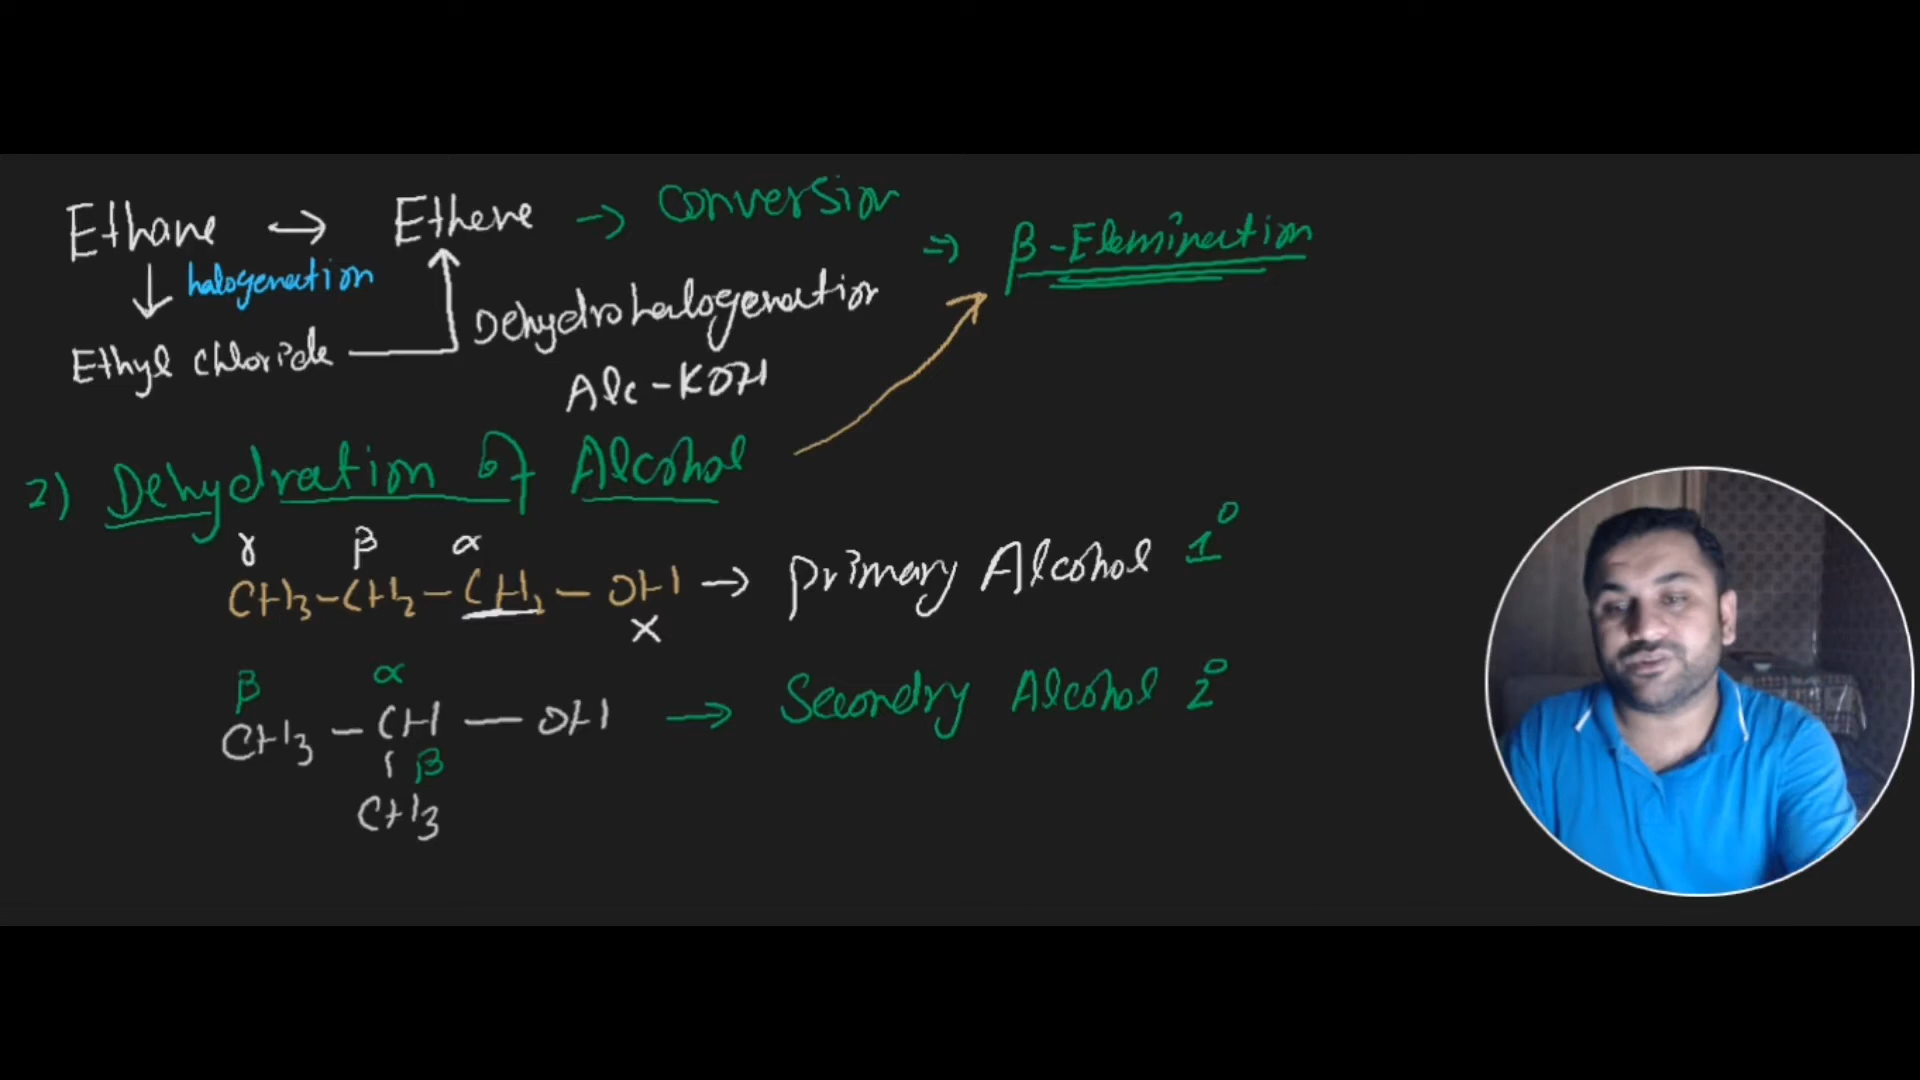 Ethane → Ethene → Conversion
↓ halogenation
⇒ β-Elemination
Dehydrohalogenation
Ethyl chloride
Alc-KOH
2) Dehydration of Alcohol
γ β α
CH3-CH2-CH2-OH → primary Alcohol 1°
X
β α
CH3-CH-OH → Secondry Alcohol 2°
β
CH3